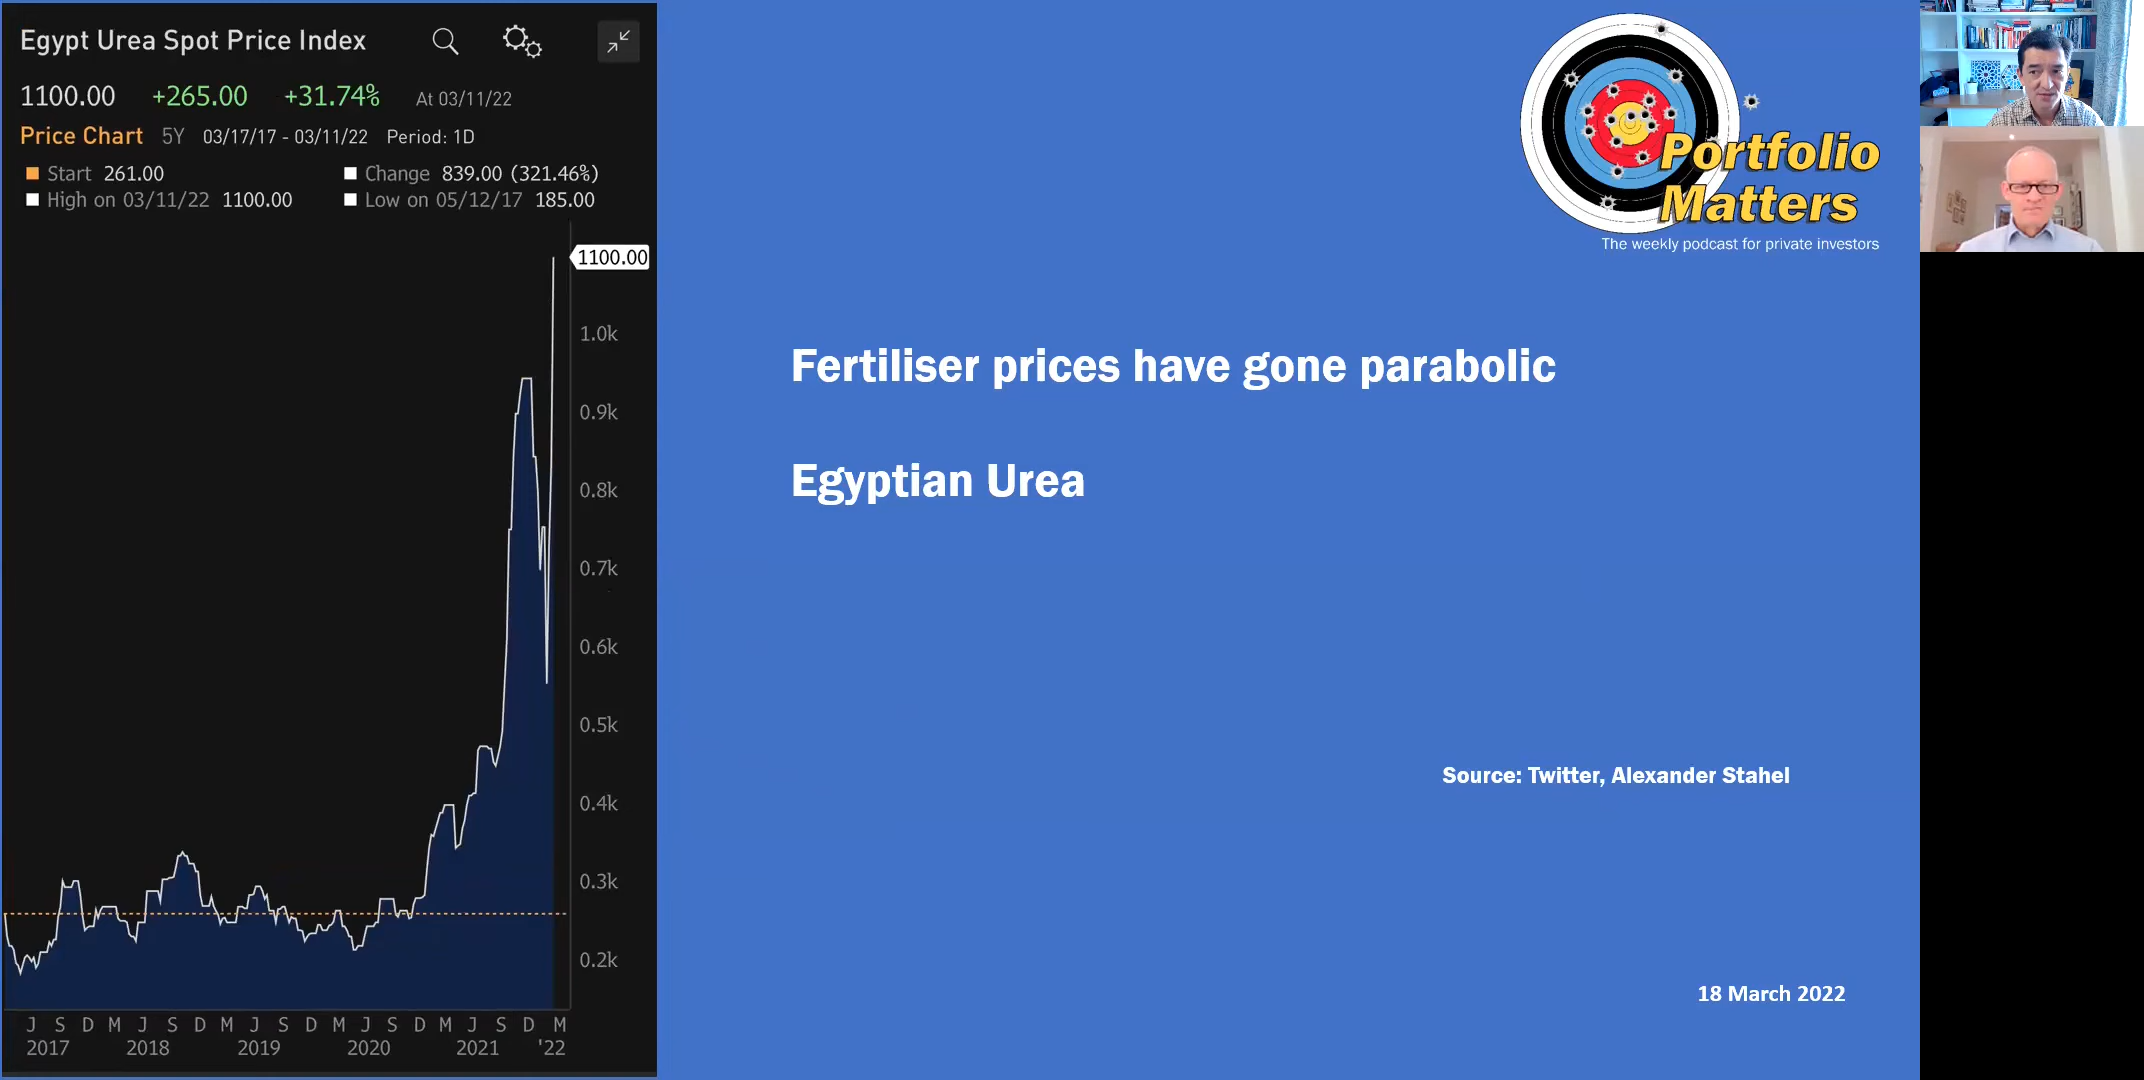 Egypt Urea Spot Price Index
1100.00 +265.00 +31.74% At 03/11/22
Price Chart 5Y 03/17/17 - 03/11/22 Period: 1D
Start 261.00 Change 839.00 (321.46%)
High on 03/11/22 1100.00 Low on 05/12/17 185.00
1100.00
1.0k
0.9k
0.8k
0.7k
0.6k
0.5k
0.4k
0.3k
0.2k
J S D M J S D M J S D M J S D M J S D M
2017 2018 2019 2020 2021 '22
Portfolio
Matters
The weekly podcast for private investors
Fertiliser prices have gone parabolic
Egyptian Urea
Source: Twitter, Alexander Stahel
18 March 2022